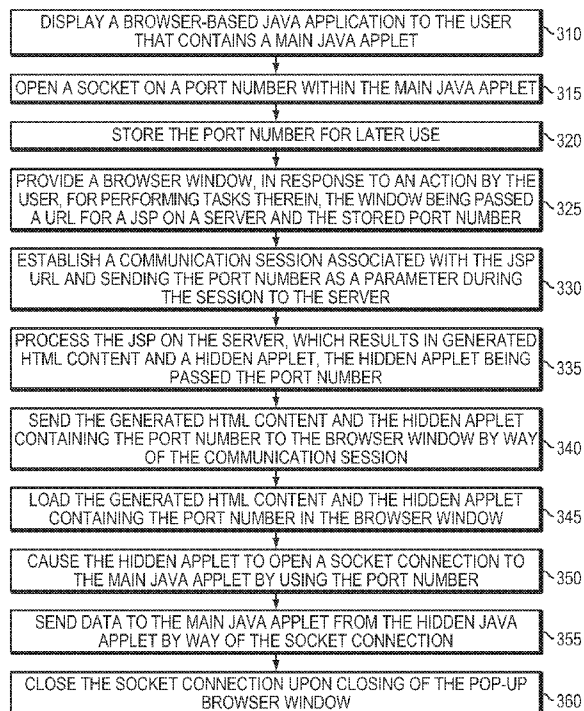 DISPLAY A BROWSER-BASED JAVA APPLICATION TO THE USER
THAT CONTAINS A MAIN JAVA APPLET
310
OPEN A SOCKET ON A PORT NUMBER WITHIN THE MAIN JAVA APPLET
315
STORE THE PORT NUMBER FOR LATER USE
320
PROVIDE A BROWSER WINDOW, IN RESPONSE TO AN ACTION BY THE
USER, FOR PERFORMING TASKS THEREIN, THE WINDOW BEING PASSED
A URL FOR A JSP ON A SERVER AND THE STORED PORT NUMBER
325
ESTABLISH A COMMUNICATION SESSION ASSOCIATED WITH THE JSP
URL AND SENDING THE PORT NUMBER AS A PARAMETER DURING
THE SESSION TO THE SERVER
330
PROCESS THE JSP ON THE SERVER, WHICH RESULTS IN GENERATED
HTML CONTENT AND A HIDDEN APPLET, THE HIDDEN APPLET BEING
PASSED THE PORT NUMBER
335
SEND THE GENERATED HTML CONTENT AND THE HIDDEN APPLET
CONTAINING THE PORT NUMBER TO THE BROWSER WINDOW BY WAY
OF THE COMMUNICATION SESSION
340
LOAD THE GENERATED HTML CONTENT AND THE HIDDEN APPLET
CONTAINING THE PORT NUMBER IN THE BROWSER WINDOW
345
CAUSE THE HIDDEN APPLET TO OPEN A SOCKET CONNECTION TO
THE MAIN JAVA APPLET BY USING THE PORT NUMBER
350
SEND DATA TO THE MAIN JAVA APPLET FROM THE HIDDEN JAVA
APPLET BY WAY OF THE SOCKET CONNECTION
355
CLOSE THE SOCKET CONNECTION UPON CLOSING OF THE POP-UP
BROWSER WINDOW
360